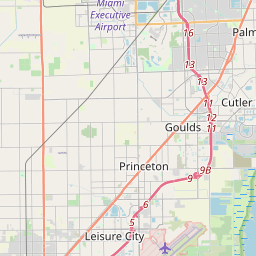 Miami
Executive
Airport
16
Palm
13
13
11
Cutler
12
Goulds
11
Princeton
9
9B
6
5
Leisure City